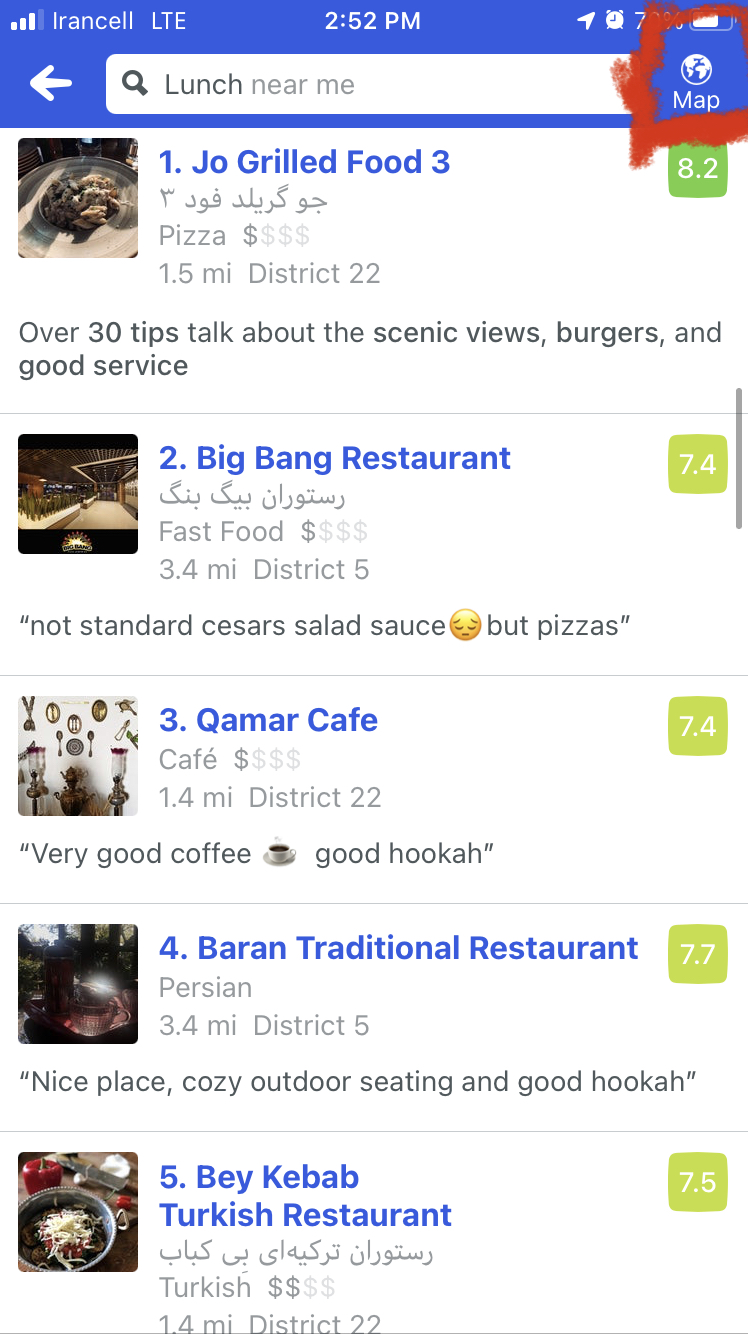 Irancell LTE
2:52 PM
Lunch near me
Map
1. Jo Grilled Food 3
8.2
جو گریلد فود ۳
Pizza $$$$
1.5 mi District 22
Over 30 tips talk about the scenic views, burgers, and
good service
2. Big Bang Restaurant
7.4
رستوران بیگ بنگ
Fast Food $$$$
3.4 mi District 5
BIG BANG
“not standard cesars salad sauce😔but pizzas”
3. Qamar Cafe
7.4
Café $$$$
1.4 mi District 22
“Very good coffee ☕ good hookah”
4. Baran Traditional Restaurant
7.7
Persian
3.4 mi District 5
“Nice place, cozy outdoor seating and good hookah”
5. Bey Kebab
Turkish Restaurant
7.5
رستوران ترکیه‌ای بِی کباب
Turkish $$$$
1.4 mi District 22